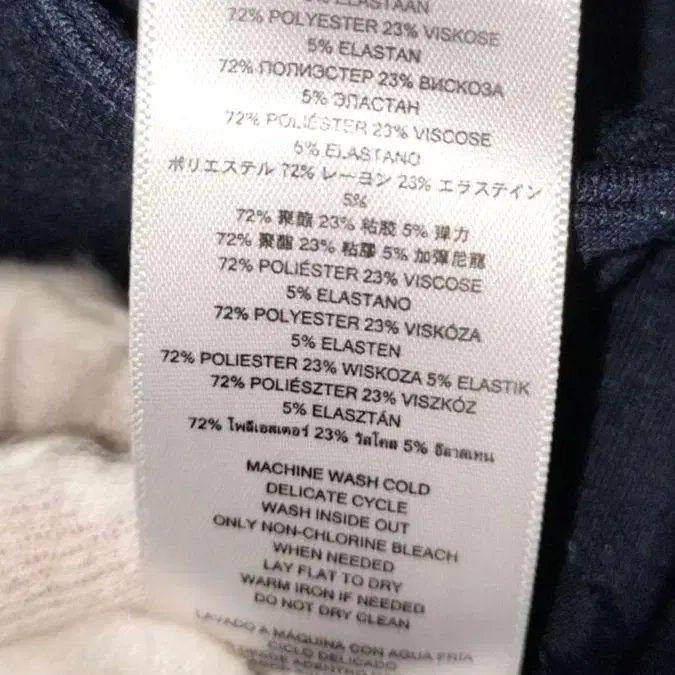 ELASTAAN
72% POLYESTER 23% VISKOSE
5% ELASTAN
72% ПОЛИЭСТЕР 23% ВИСКОЗА
5% ЭЛАСТАН
72% POLIÉSTER 23% VISCOSE
5% ELASTANO
ポリエステル 72% レーヨン 23% エラステイン
5%
72% 聚酯 23% 粘胶 5% 弹力
72% 聚酯 23% 粘膠 5% 加彈尼龍
72% POLIÉSTER 23% VISCOSE
5% ELASTANO
72% POLYESTER 23% VISKÓZA
5% ELASTEN
72% POLIESTER 23% WISKOZA 5% ELASTIK
72% POLIÉSZTER 23% VISZKÓZ
5% ELASZTÁN
72% โพลีเอสเตอร์ 23% วิสโคส 5% อีลาสเทน
MACHINE WASH COLD
DELICATE CYCLE
WASH INSIDE OUT
ONLY NON-CHLORINE BLEACH
WHEN NEEDED
LAY FLAT TO DRY
WARM IRON IF NEEDED
DO NOT DRY CLEAN
LAVADO A MÁQUINA CON AGUA FRÍA
CICLO DELICADO